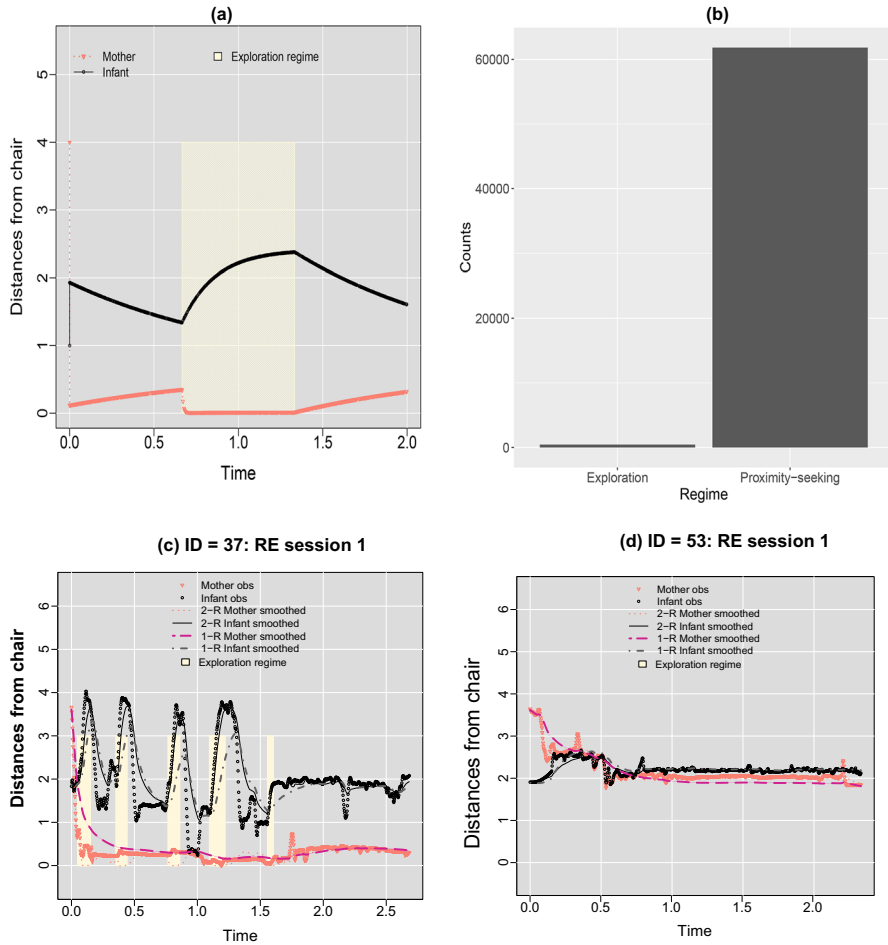 (a)
Mother
Infant
Exploration regime
Distances from chair
0
1
2
3
4
5
0.0
0.5
1.0
1.5
2.0
Time
(b)
Counts
60000
40000
20000
0
Exploration
Proximity−seeking
Regime
(c) ID = 37: RE session 1
Mother obs
Infant obs
2−R Mother smoothed
2−R Infant smoothed
1−R Mother smoothed
1−R Infant smoothed
Exploration regime
Distances from chair
0
1
2
3
4
5
6
0.0
0.5
1.0
1.5
2.0
2.5
Time
(d) ID = 53: RE session 1
Mother obs
Infant obs
2−R Mother smoothed
2−R Infant smoothed
1−R Mother smoothed
1−R Infant smoothed
Exploration regime
Distances from chair
0
1
2
3
4
5
6
0.0
0.5
1.0
1.5
2.0
Time